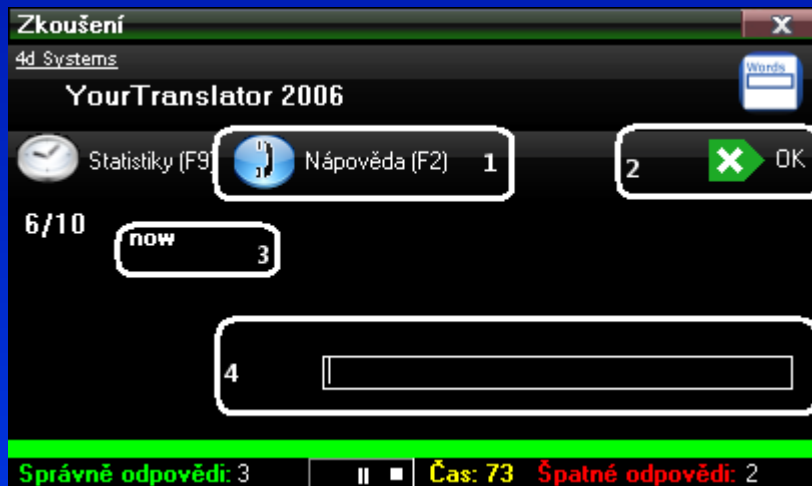 Zkoušení
4d Systems
YourTranslator 2006
Words
Statistiky (F9)
Nápověda (F2) 1
2 OK
6/10
now
3
4
Správně odpovědi: 3 Čas: 73 Špatné odpovědi: 2